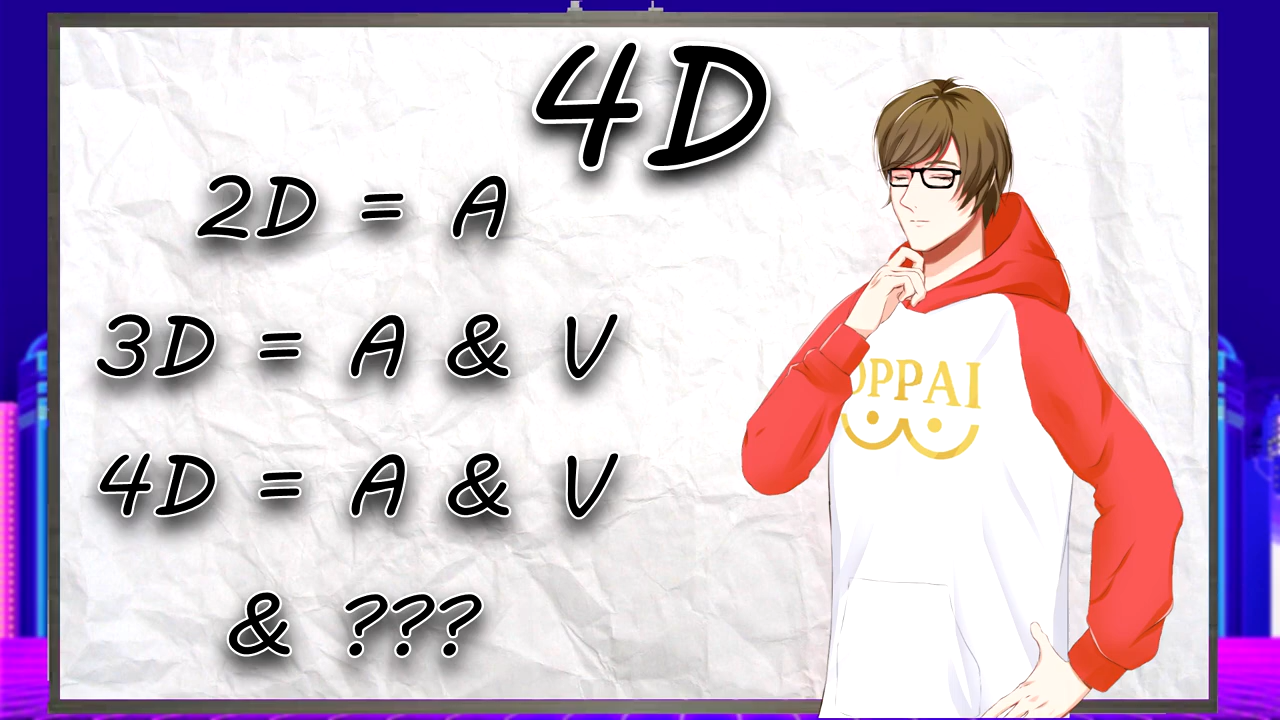 4D
2D = A
3D = A & V
4D = A & V
& ???
OPPAI